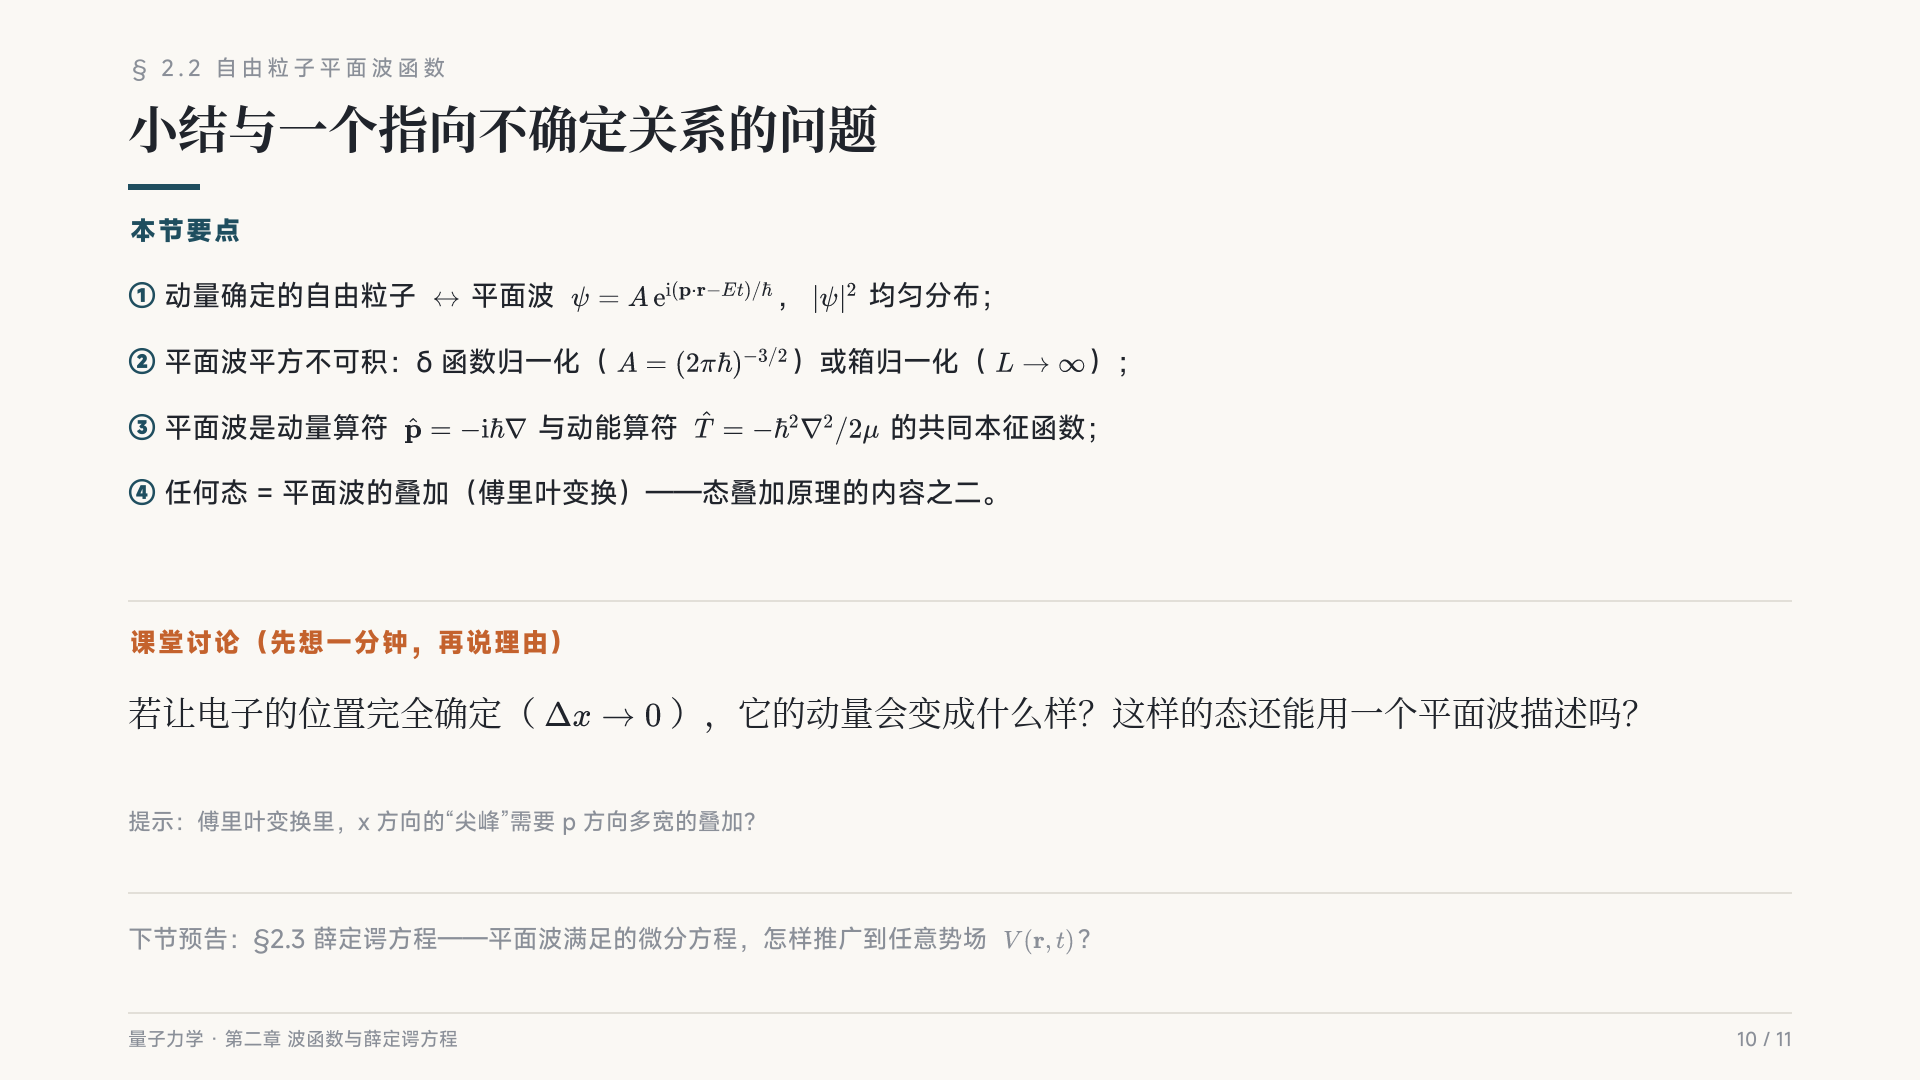 § 2.2 自由粒子平面波函数
小结与一个指向不确定关系的问题
本节要点
① 动量确定的自由粒子 ↔ 平面波 ψ = A e^{i(𝐩·𝐫−Et)/ħ}， |ψ|² 均匀分布；
② 平面波平方不可积：δ 函数归一化（ A = (2πħ)^{−3/2}）或箱归一化（ L → ∞）；
③ 平面波是动量算符 𝐩̂ = −iħ∇ 与动能算符 T̂ = −ħ²∇²/2μ 的共同本征函数；
④ 任何态 = 平面波的叠加（傅里叶变换）——态叠加原理的内容之二。
课堂讨论（先想一分钟，再说理由）
若让电子的位置完全确定（ Δx → 0 ），它的动量会变成什么样？这样的态还能用一个平面波描述吗？
提示：傅里叶变换里，x 方向的“尖峰”需要 p 方向多宽的叠加？
下节预告：§2.3 薛定谔方程——平面波满足的微分方程，怎样推广到任意势场 V(𝐫, t)？
量子力学 · 第二章 波函数与薛定谔方程
10 / 11